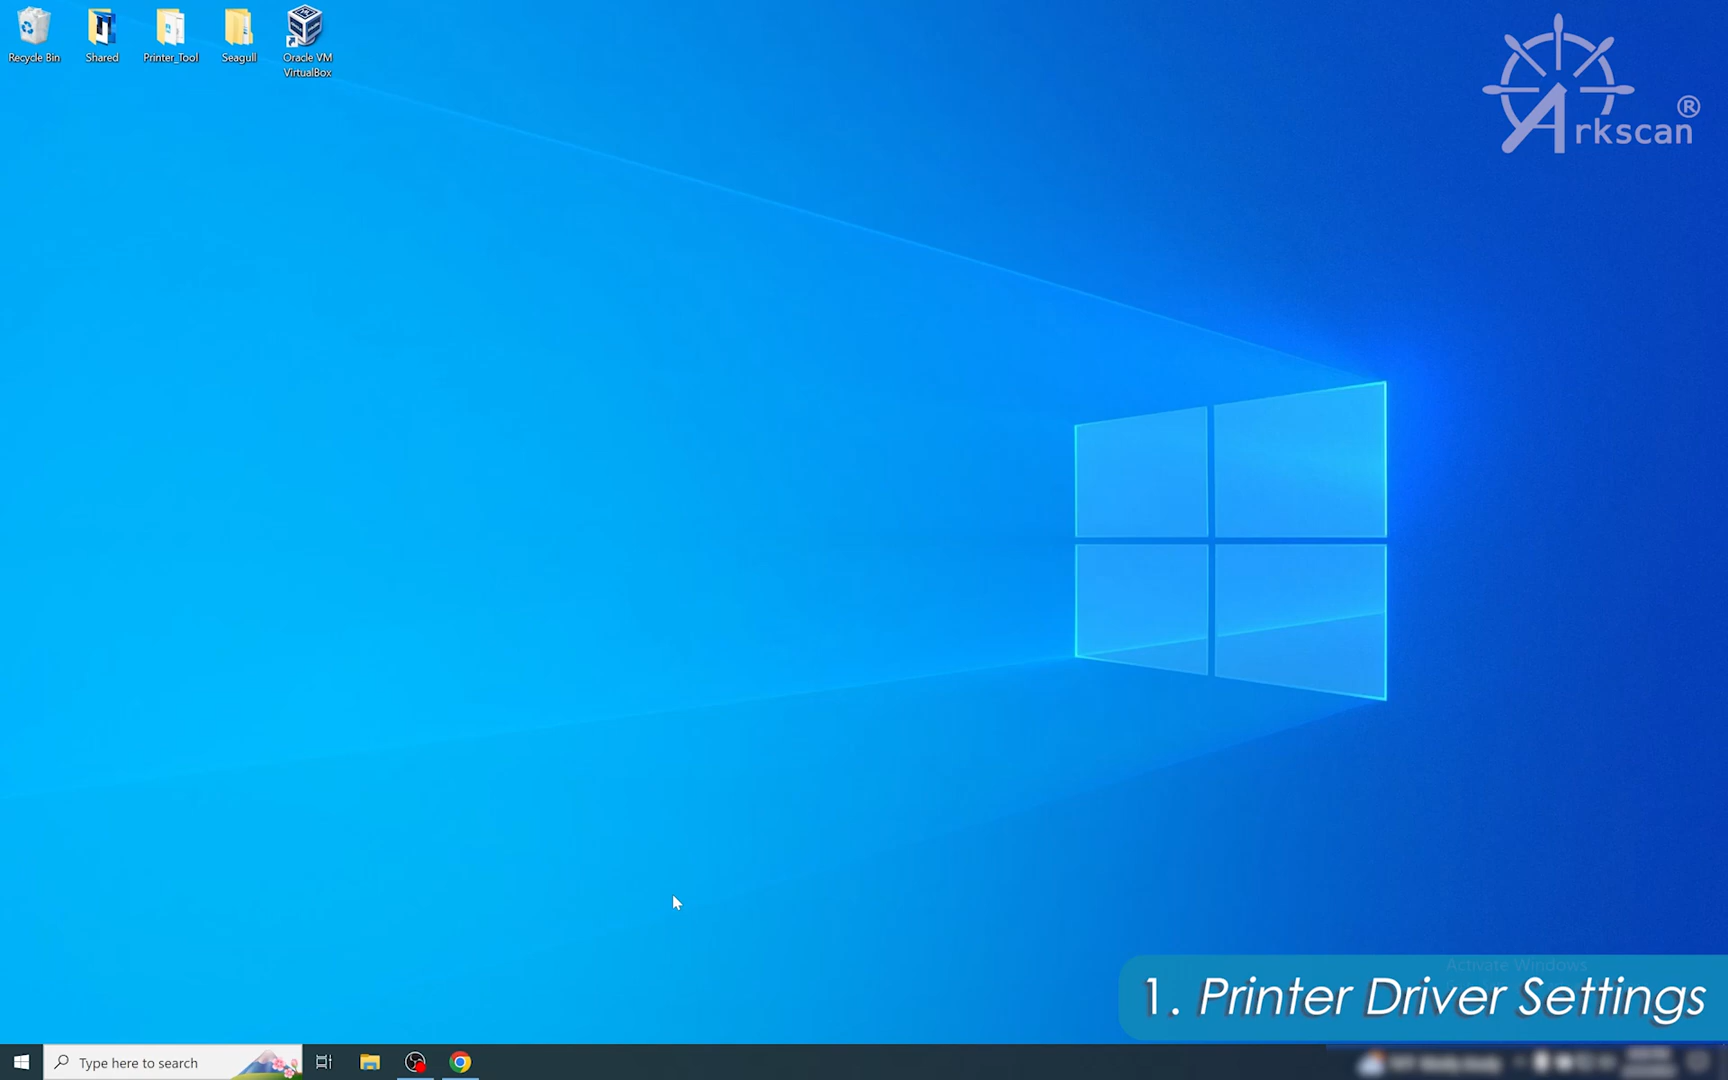 Recycle Bin
Shared
Printer_Tool
Seagull
Oracle VM
VirtualBox
Arkscan®
Activate Windows
1. Printer Driver Settings
Type here to search